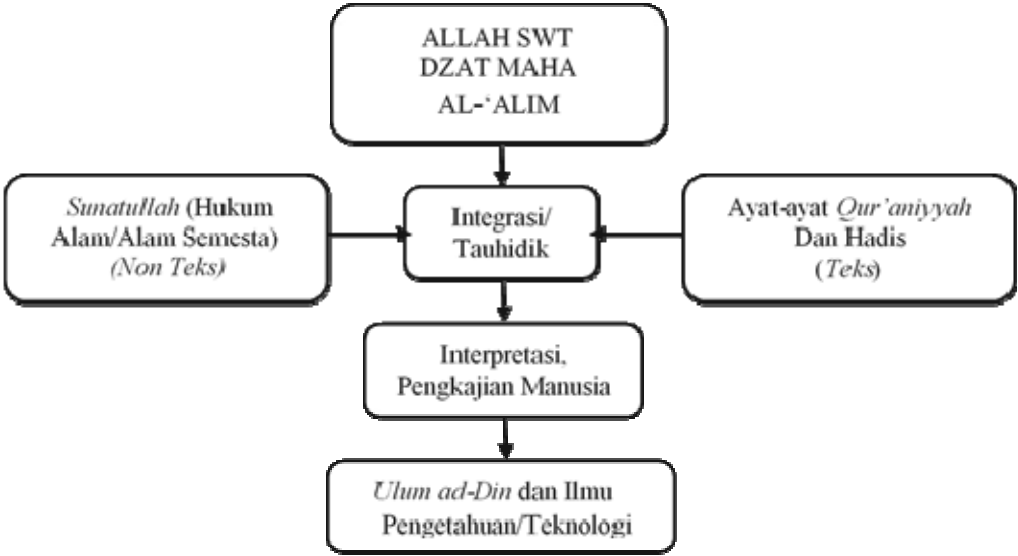 ALLAH SWT
DZAT MAHA
AL-‘ALIM
Sunatullah (Hukum
Alam/Alam Semesta)
(Non Teks)
Integrasi/
Tauhidik
Ayat-ayat Qur’aniyyah
Dan Hadis
(Teks)
Interpretasi,
Pengkajian Manusia
'Ulum ad-Din dan Ilmu
Pengetahuan/Teknologi